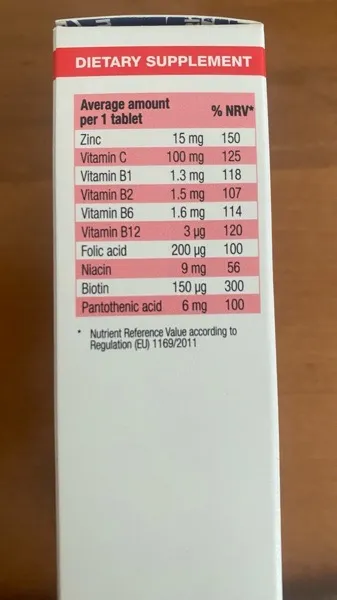 DIETARY SUPPLEMENT
Average amount
per 1 tablet % NRV*
Zinc 15 mg 150
Vitamin C 100 mg 125
Vitamin B1 1.3 mg 118
Vitamin B2 1.5 mg 107
Vitamin B6 1.6 mg 114
Vitamin B12 3 µg 120
Folic acid 200 µg 100
Niacin 9 mg 56
Biotin 150 µg 300
Pantothenic acid 6 mg 100
* Nutrient Reference Value according to
Regulation (EU) 1169/2011